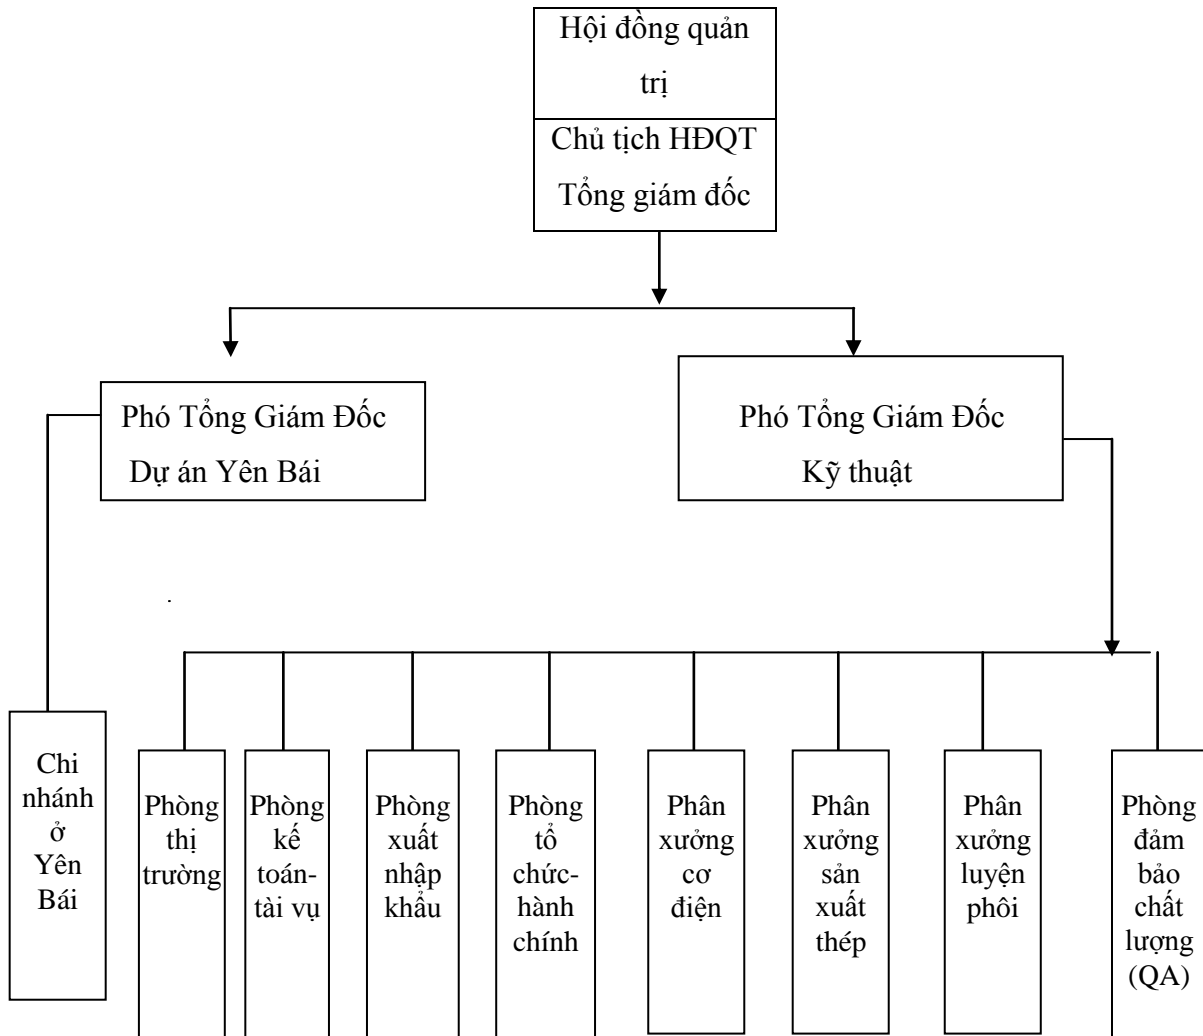 Hội đồng quản
trị
Chủ tịch HĐQT
Tổng giám đốc
Phó Tổng Giám Đốc
Dự án Yên Bái
Phó Tổng Giám Đốc
Kỹ thuật
Chi
nhánh
ở
Yên
Bái
Phòng
thị
trường
Phòng
kế
toán-
tài vụ
Phòng
xuất
nhập
khẩu
Phòng
tổ
chức-
hành
chính
Phân
xưởng
cơ
điện
Phân
xưởng
sản
xuất
thép
Phân
xưởng
luyện
phôi
Phòng
đảm
bảo
chất
lượng
(QA)